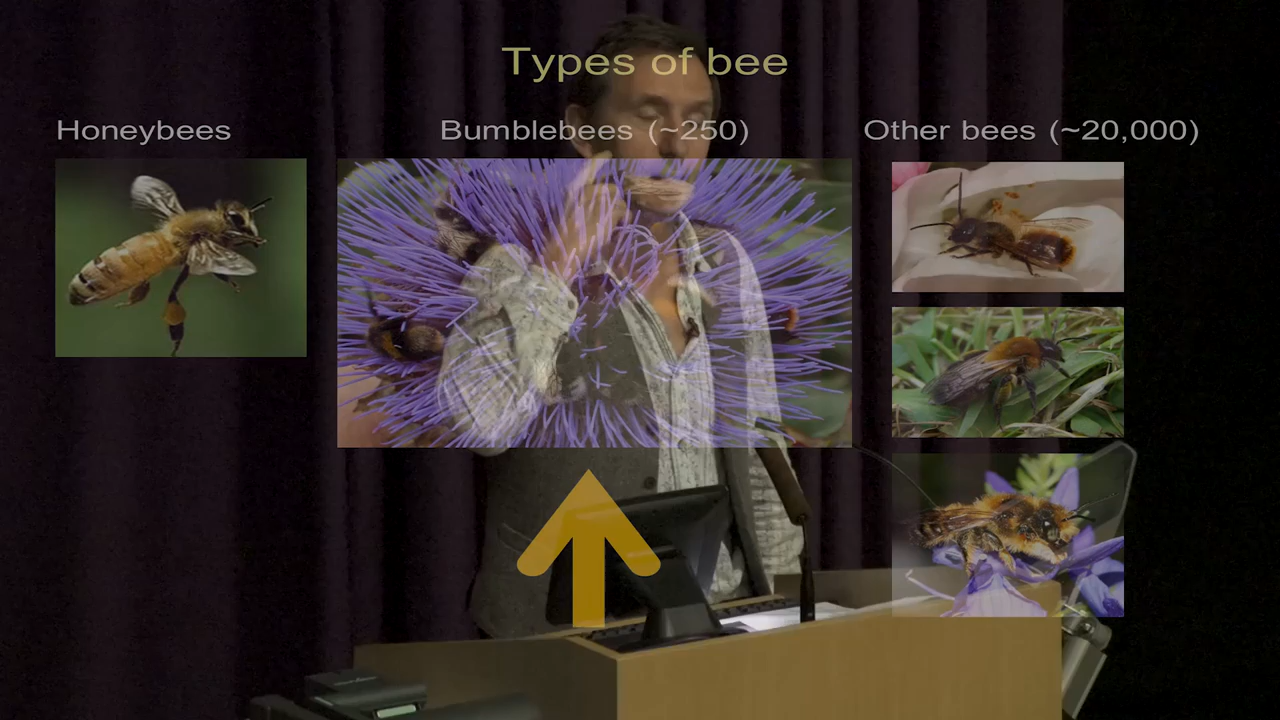 Types of bee
Honeybees
Bumblebees (~250)
Other bees (~20,000)